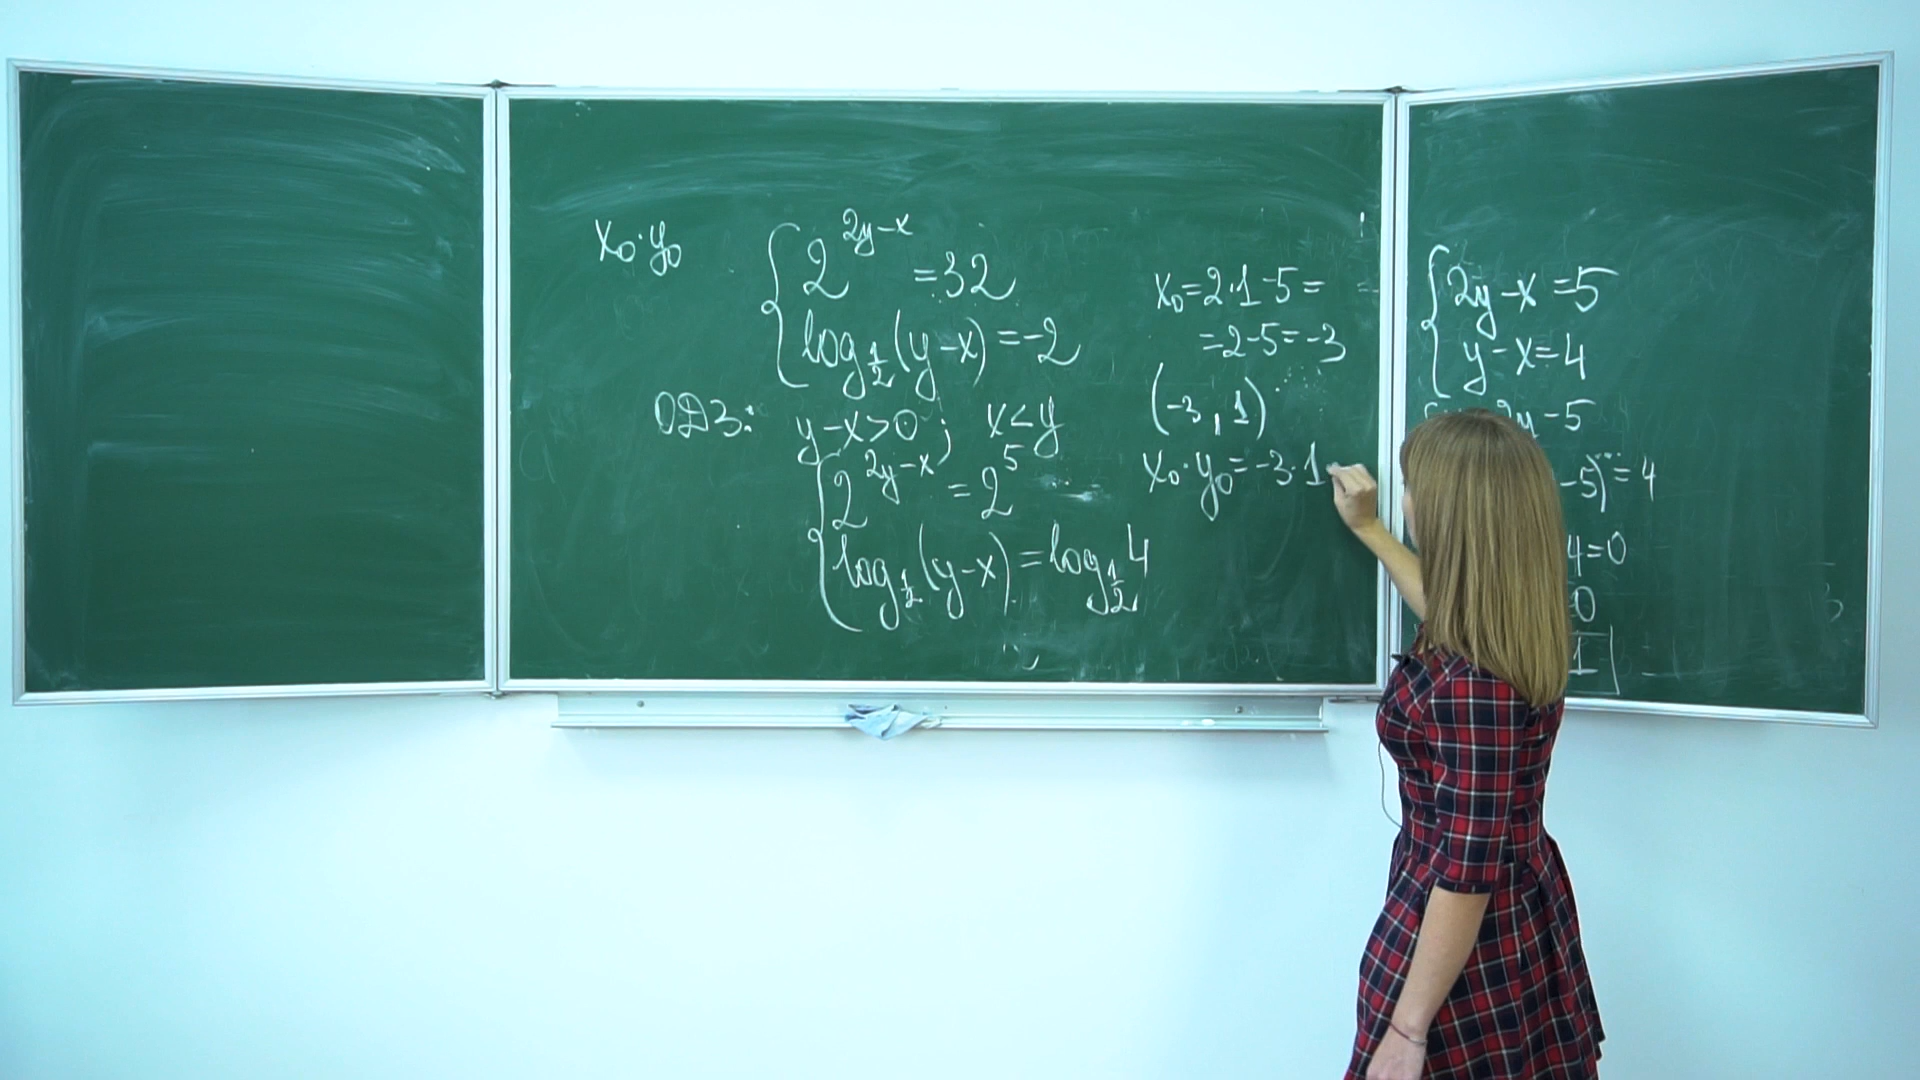 x₀·y₀
{ 2^(2y-x) = 32
log_(1/2) (y-x) = -2
ОДЗ: y-x>0; x<y
{ 2^(2y-x) = 2^5
log_(1/2) (y-x) = log_(1/2) 4
x₀=2·1-5=
=2-5=-3
(-3, 1)
x₀·y₀=-3·1
{ 2y-x=5
y-x=4
2y-5
-5)=4
4=0
0
1